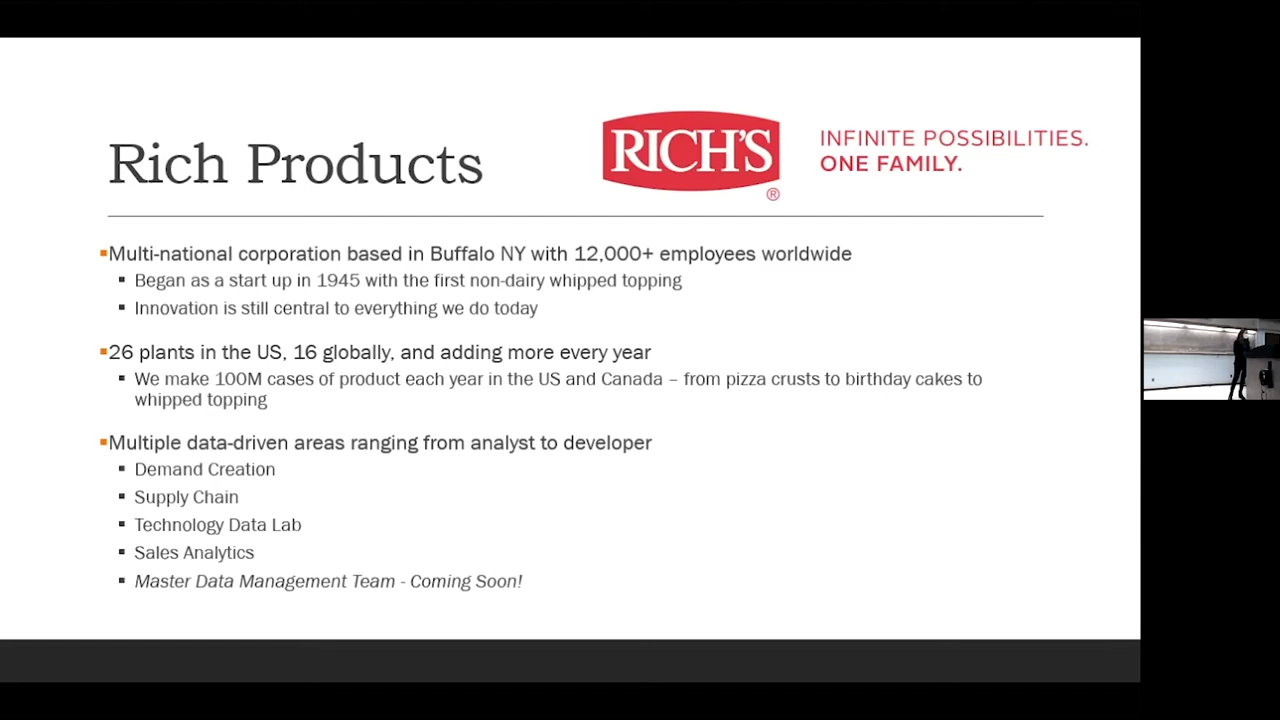 Rich Products
RICH'S
®
INFINITE POSSIBILITIES.
ONE FAMILY.
Multi-national corporation based in Buffalo NY with 12,000+ employees worldwide
Began as a start up in 1945 with the first non-dairy whipped topping
Innovation is still central to everything we do today
26 plants in the US, 16 globally, and adding more every year
We make 100M cases of product each year in the US and Canada – from pizza crusts to birthday cakes to
whipped topping
Multiple data-driven areas ranging from analyst to developer
Demand Creation
Supply Chain
Technology Data Lab
Sales Analytics
Master Data Management Team - Coming Soon!